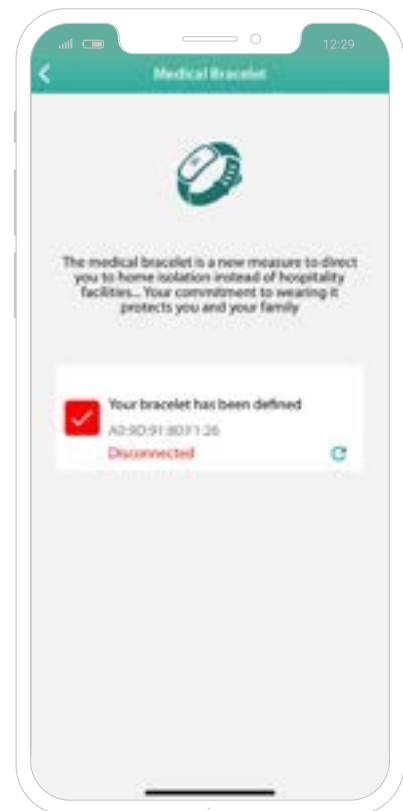 12:29
Medical Bracelet
The medical bracelet is a new measure to direct
you to home isolation instead of hospitality
facilities... Your commitment to wearing it
protects you and your family
Your bracelet has been defined
Disconnected